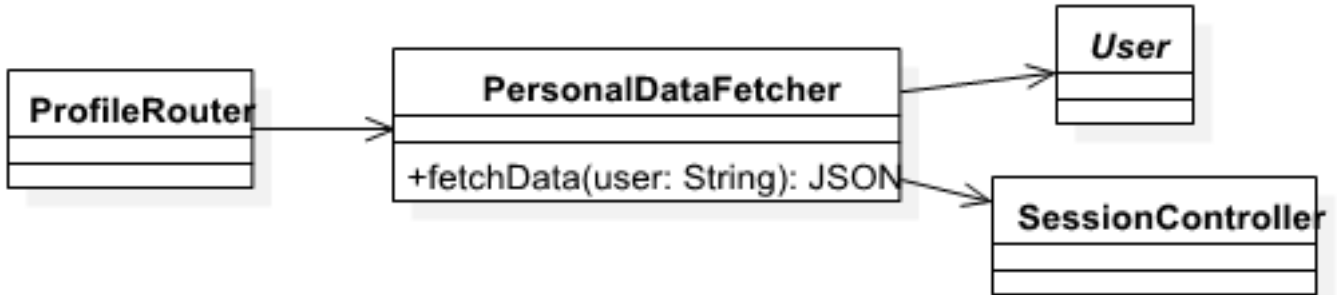 ProfileRouter
PersonalDataFetcher
+fetchData(user: String): JSON
User
SessionController